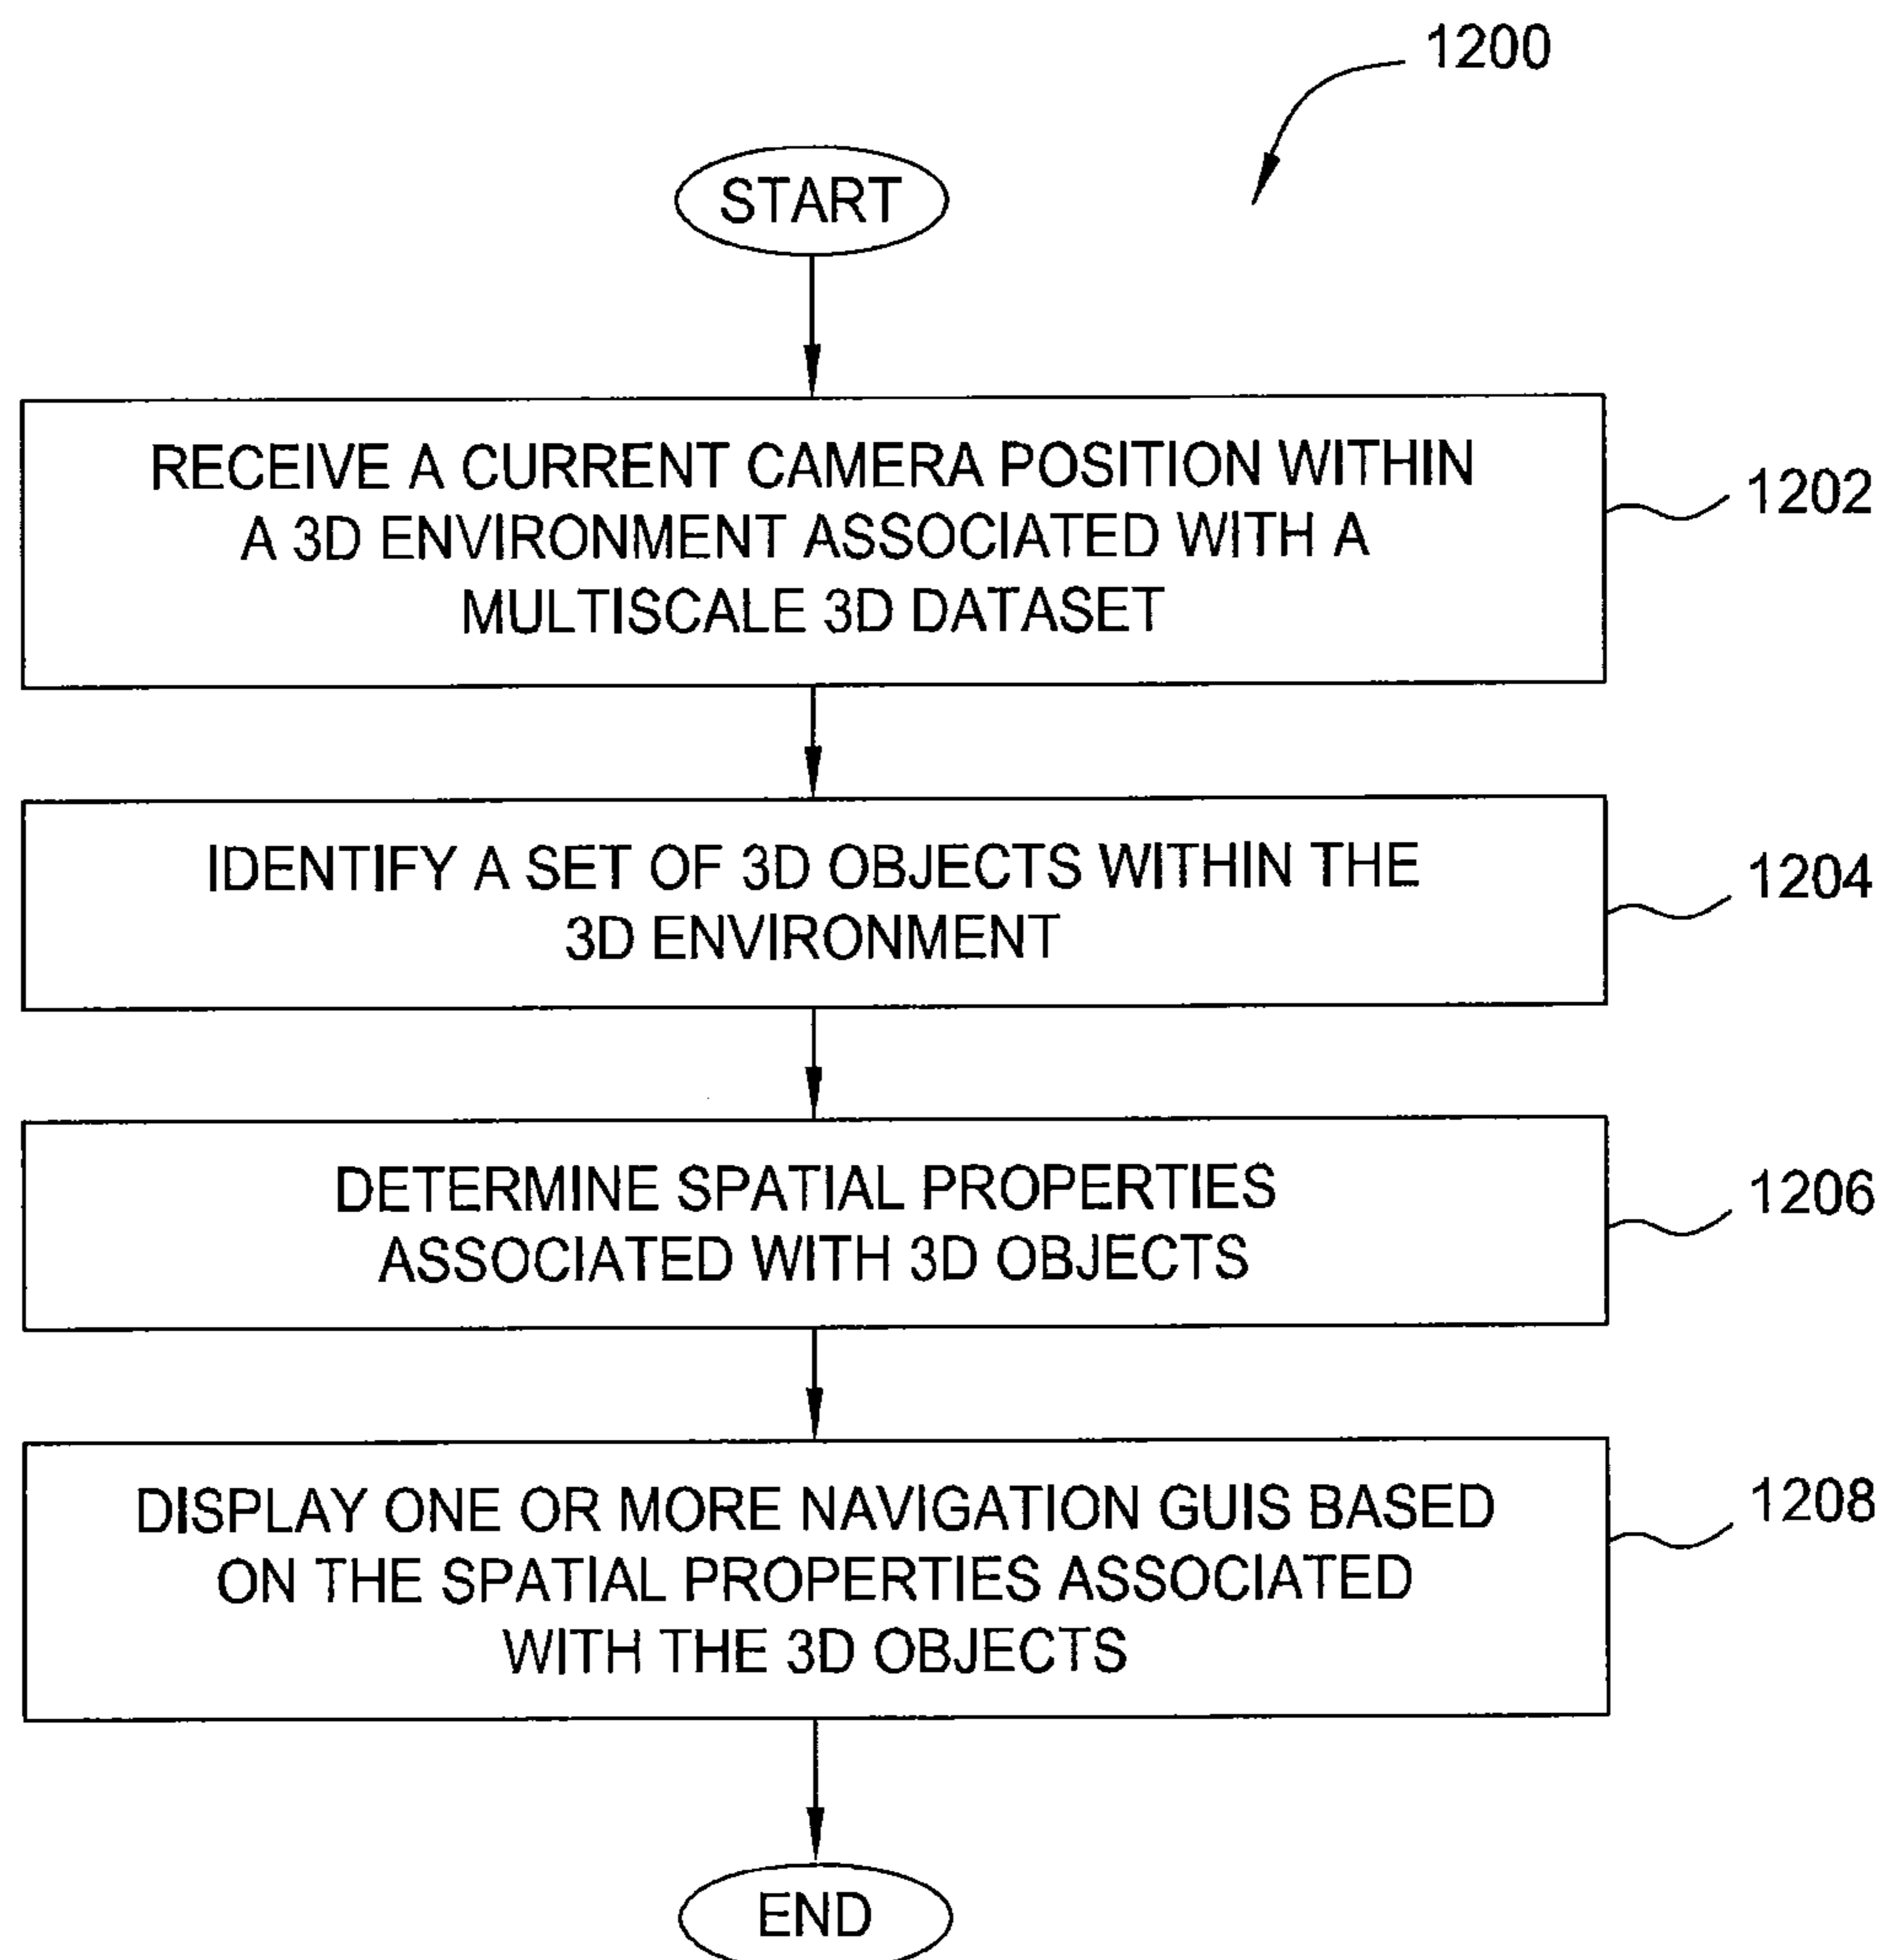 1200
START
RECEIVE A CURRENT CAMERA POSITION WITHIN
A 3D ENVIRONMENT ASSOCIATED WITH A
MULTISCALE 3D DATASET
1202
IDENTIFY A SET OF 3D OBJECTS WITHIN THE
3D ENVIRONMENT
1204
DETERMINE SPATIAL PROPERTIES
ASSOCIATED WITH 3D OBJECTS
1206
DISPLAY ONE OR MORE NAVIGATION GUIS BASED
ON THE SPATIAL PROPERTIES ASSOCIATED
WITH THE 3D OBJECTS
1208
END